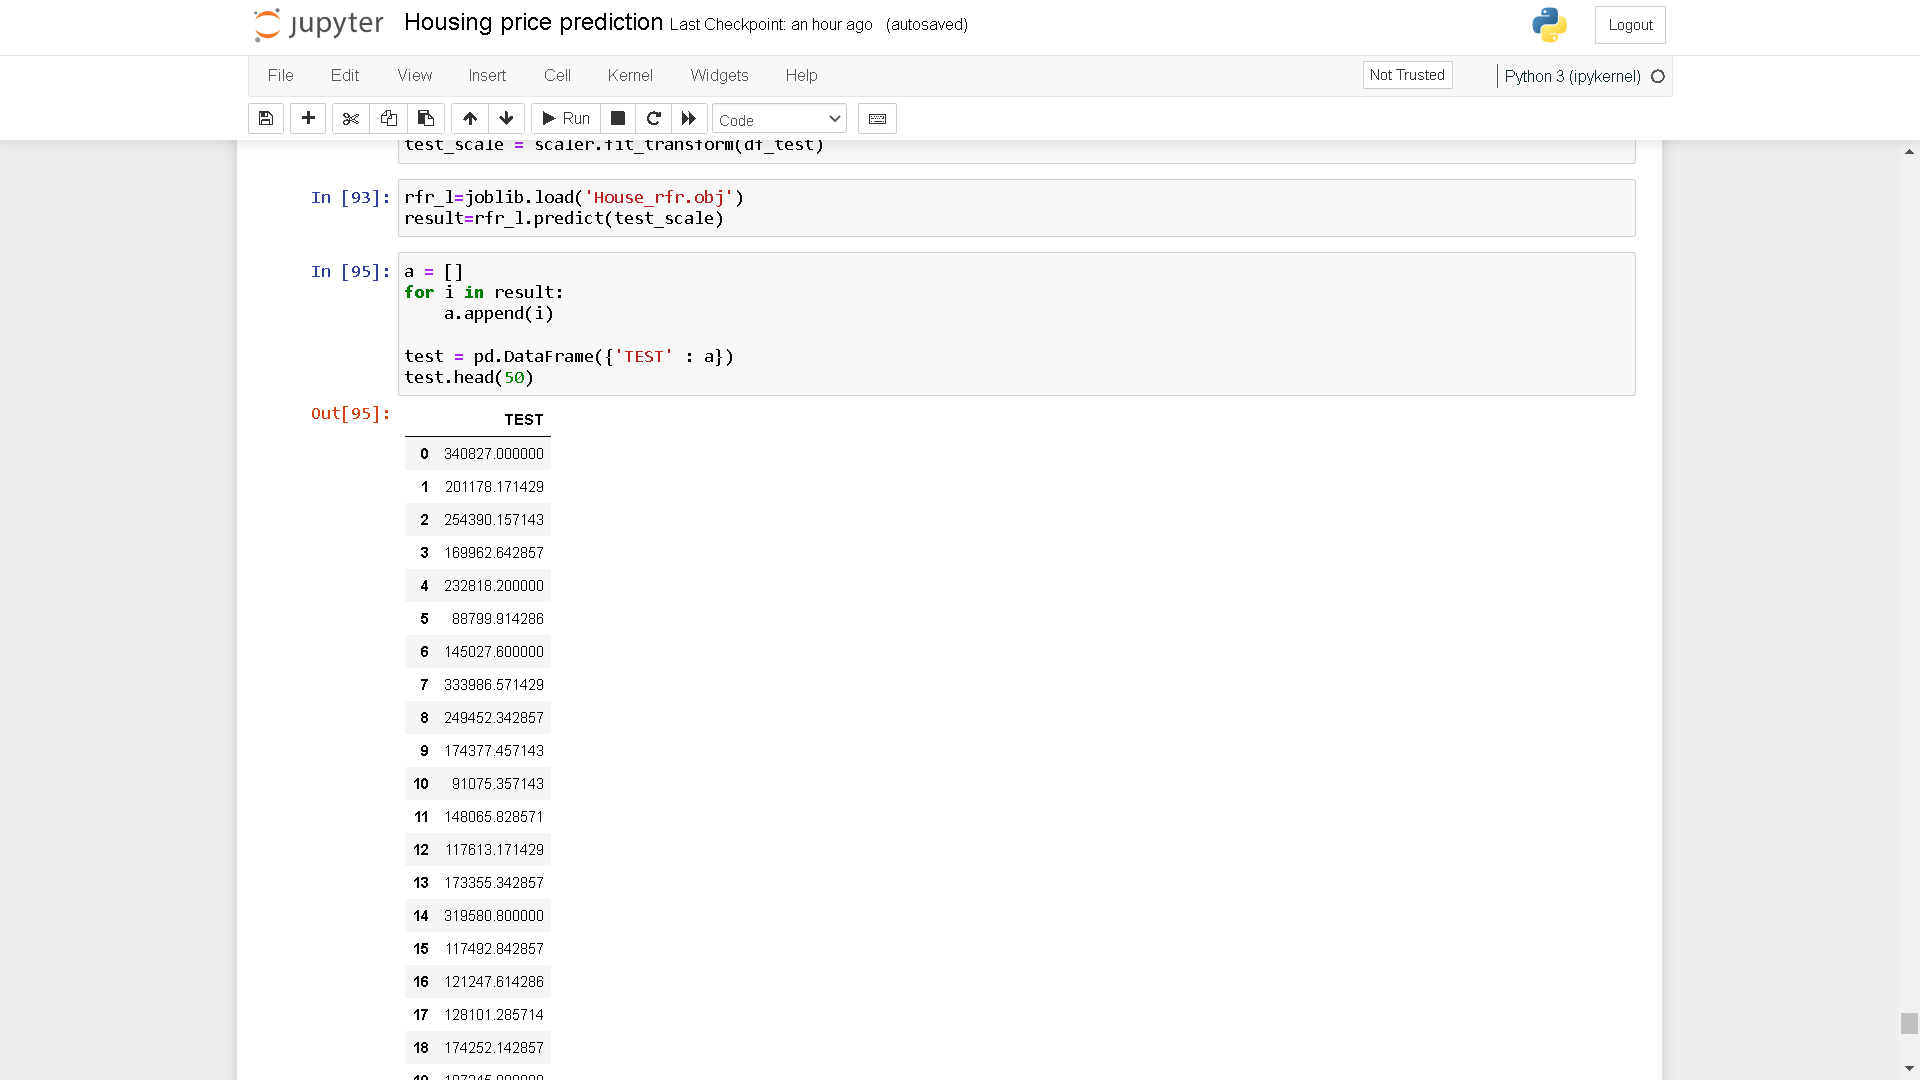 jupyter Housing price prediction Last Checkpoint: an hour ago (autosaved) Logout
File Edit View Insert Cell Kernel Widgets Help Not Trusted Python 3 (ipykernel)
Run Code
test_scale = scaler.fit_transform(df_test)
In [93]: rfr_l=joblib.load('House_rfr.obj')
result=rfr_l.predict(test_scale)
In [95]: a = []
for i in result:
    a.append(i)
test = pd.DataFrame({'TEST' : a})
test.head(50)
Out[95]:
TEST
0 340827.000000
1 201178.171429
2 254390.157143
3 169962.642857
4 232818.200000
5 88799.914286
6 145027.600000
7 333986.571429
8 249452.342857
9 174377.457143
10 91075.357143
11 148065.828571
12 117613.171429
13 173355.342857
14 319580.800000
15 117492.842857
16 121247.614286
17 128101.285714
18 174252.142857